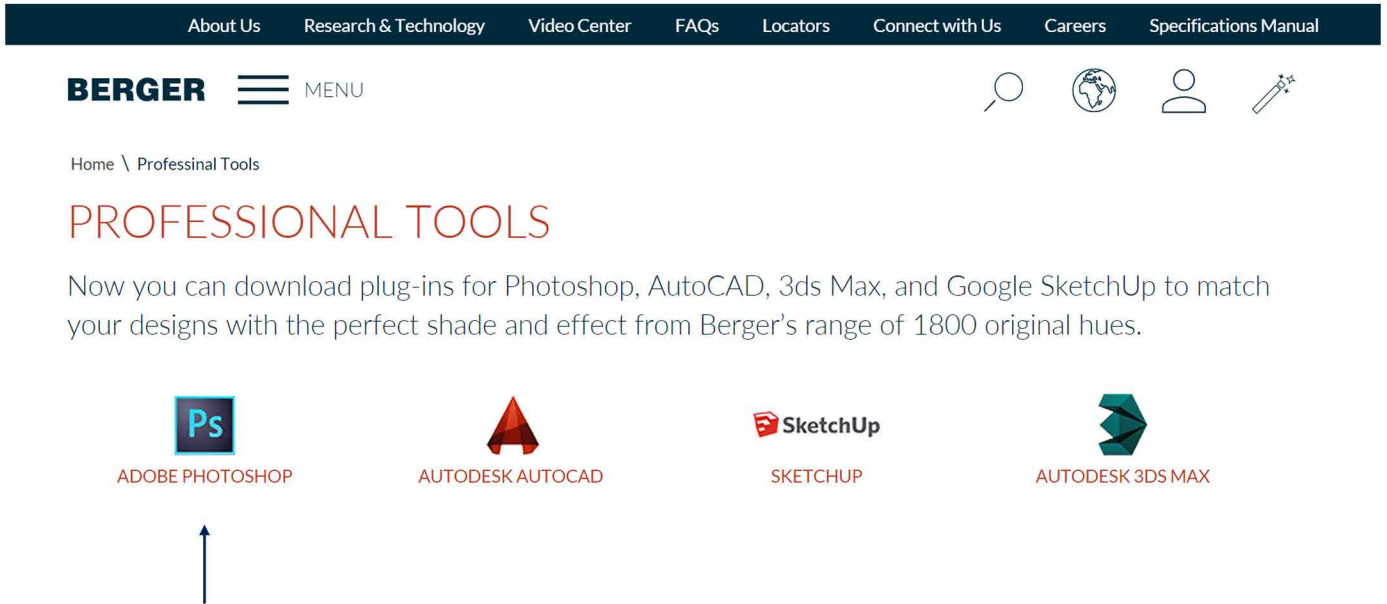 About Us Research & Technology Video Center FAQs Locators Connect with Us Careers Specifications Manual
BERGER MENU
Home \ Professinal Tools
PROFESSIONAL TOOLS
Now you can download plug-ins for Photoshop, AutoCAD, 3ds Max, and Google SketchUp to match
your designs with the perfect shade and effect from Berger's range of 1800 original hues.
Ps SketchUp
ADOBE PHOTOSHOP AUTODESK AUTOCAD SKETCHUP AUTODESK 3DS MAX